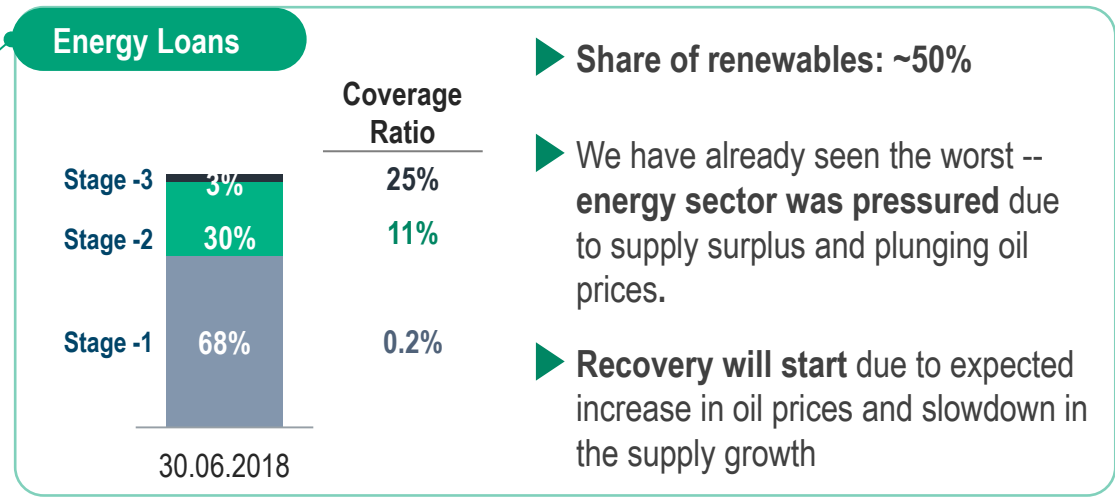 Energy Loans
Coverage
Ratio
Stage -3
3%
25%
Stage -2
30%
11%
Stage -1
68%
0.2%
30.06.2018
Share of renewables: ~50%
We have already seen the worst --
energy sector was pressured due
to supply surplus and plunging oil
prices.
Recovery will start due to expected
increase in oil prices and slowdown in
the supply growth